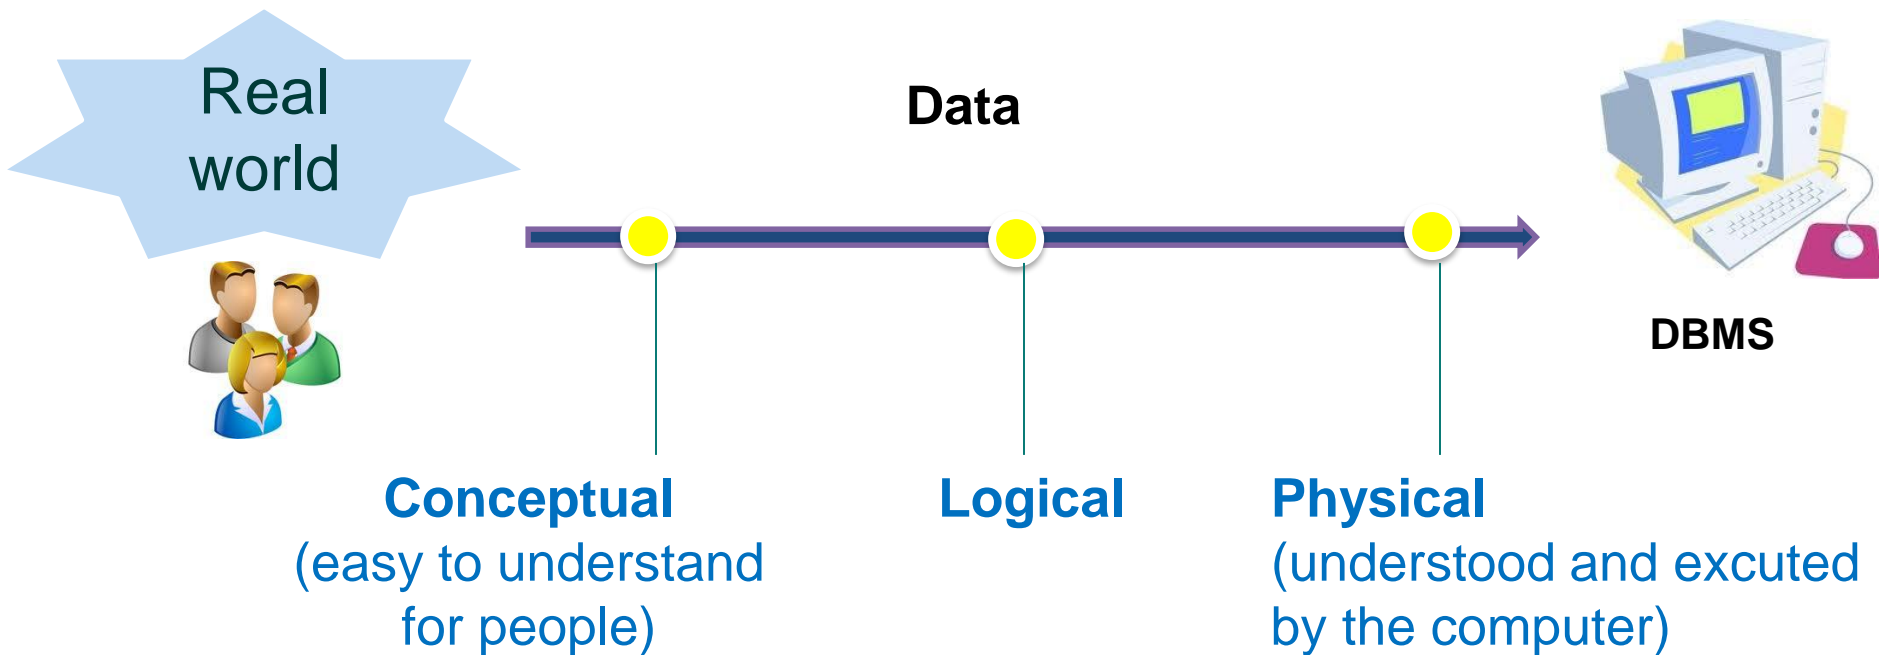 Real
world
Data
DBMS
Conceptual
(easy to understand
for people)
Logical
Physical
(understood and excuted
by the computer)